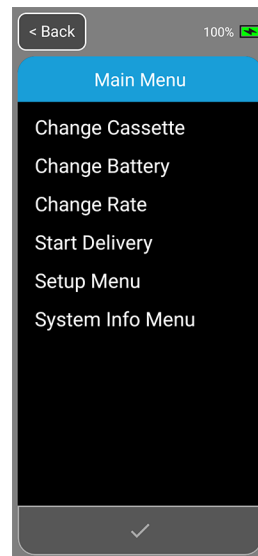 < Back
100%
Main Menu
Change Cassette
Change Battery
Change Rate
Start Delivery
Setup Menu
System Info Menu